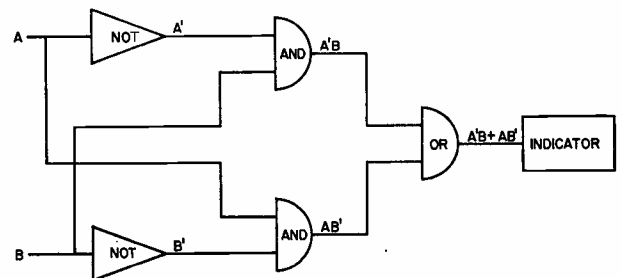 A
NOT
A'
AND
A'B
OR
A'B + AB'
INDICATOR
B
NOT
B'
AND
AB'